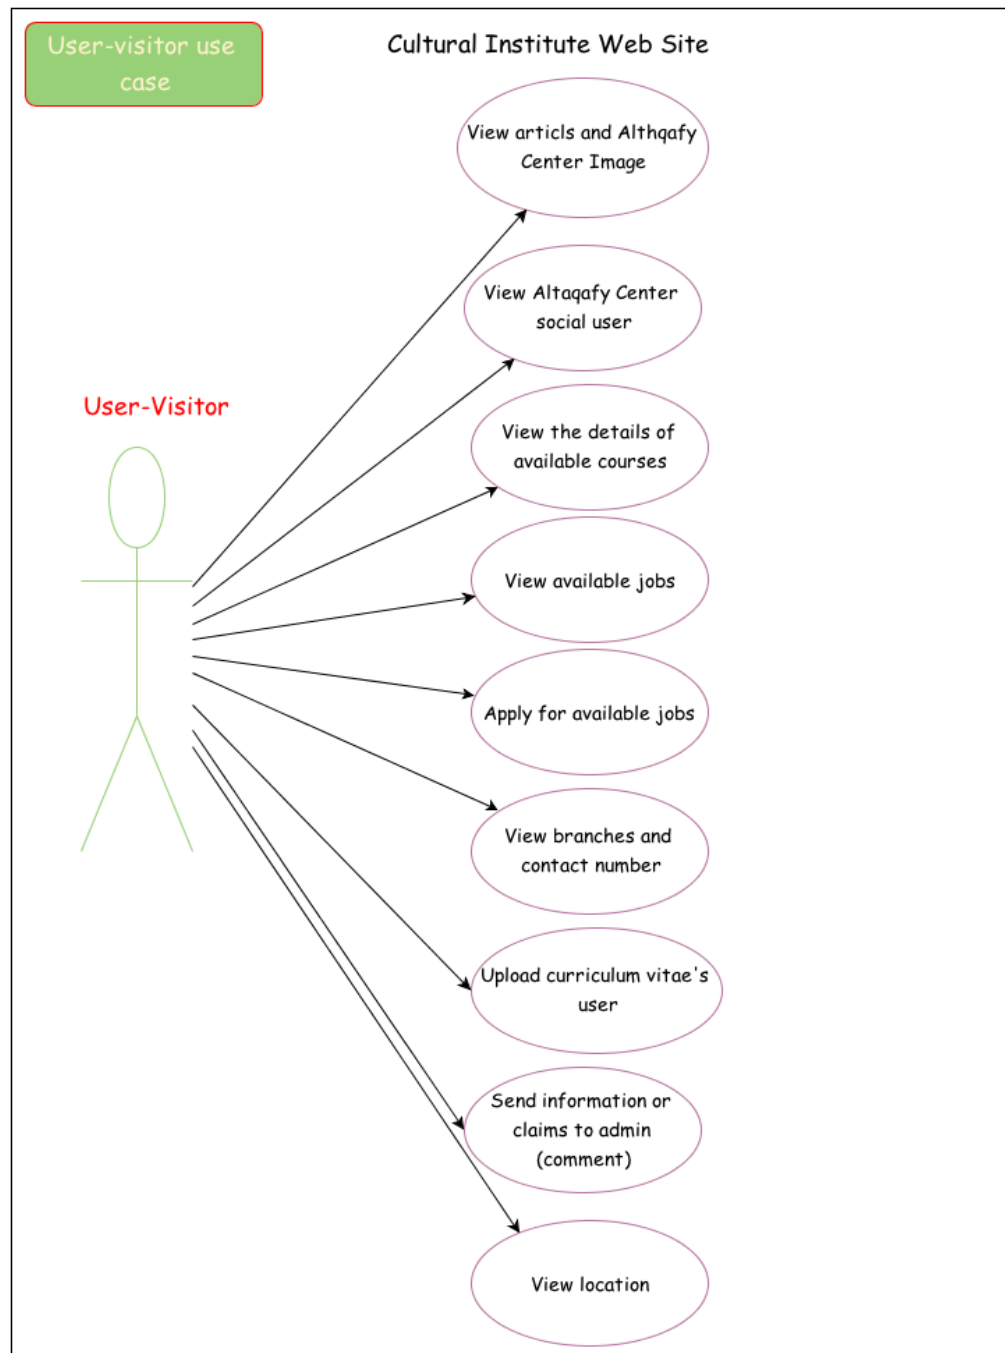 User-visitor use
case
Cultural Institute Web Site
View articls and Althqafy
Center Image
View Altaqafy Center
social user
User-Visitor
View the details of
available courses
View available jobs
Apply for available jobs
View branches and
contact number
Upload curriculum vitae's
user
Send information or
claims to admin
(comment)
View location